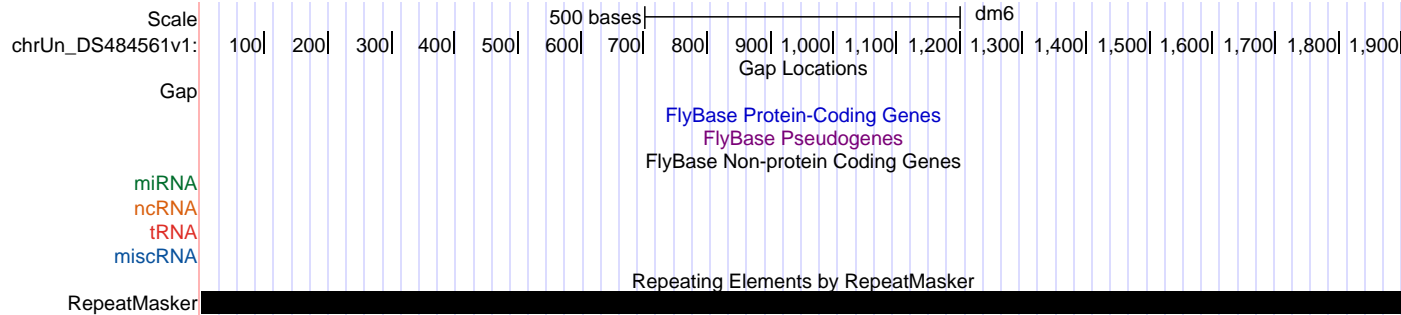 Scale 500 bases dm6
chrUn_DS484561v1: 100 200 300 400 500 600 700 800 900 1,000 1,100 1,200 1,300 1,400 1,500 1,600 1,700 1,800 1,900
Gap Locations
Gap
FlyBase Protein-Coding Genes
FlyBase Pseudogenes
FlyBase Non-protein Coding Genes
miRNA
ncRNA
tRNA
miscRNA
Repeating Elements by RepeatMasker
RepeatMasker